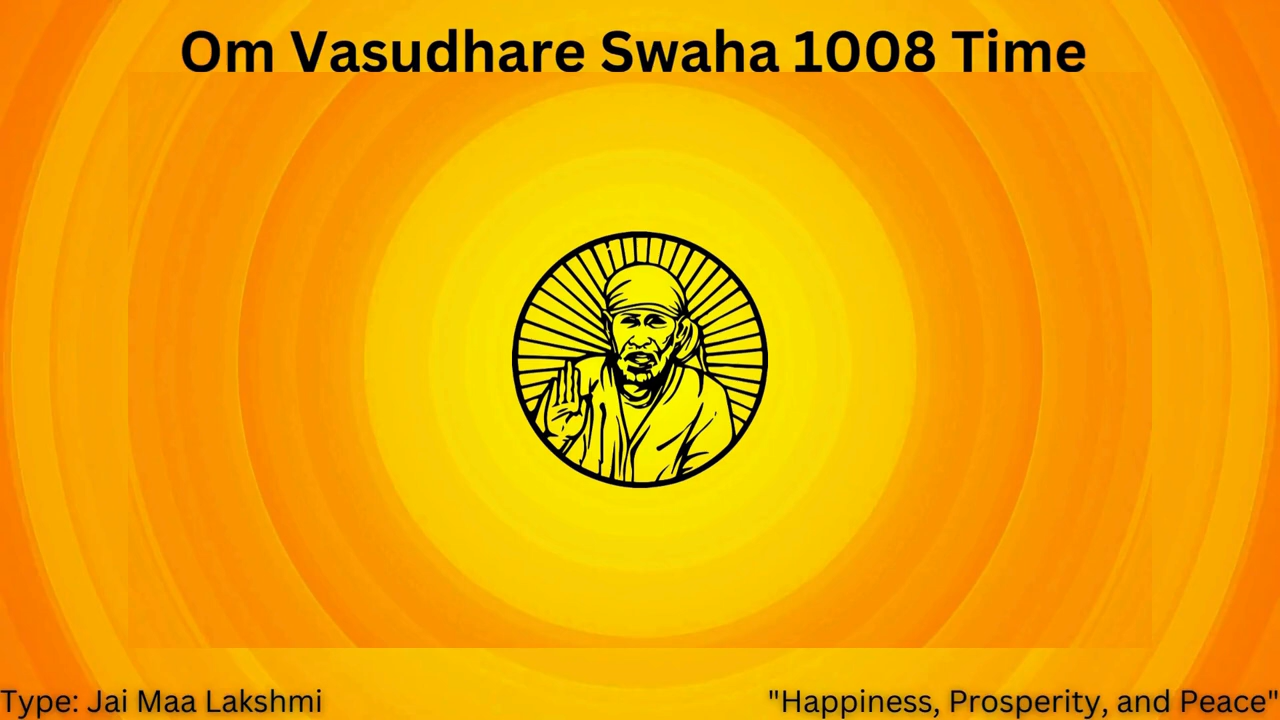 Om Vasudhare Swaha 1008 Time
Type: Jai Maa Lakshmi
"Happiness, Prosperity, and Peace"